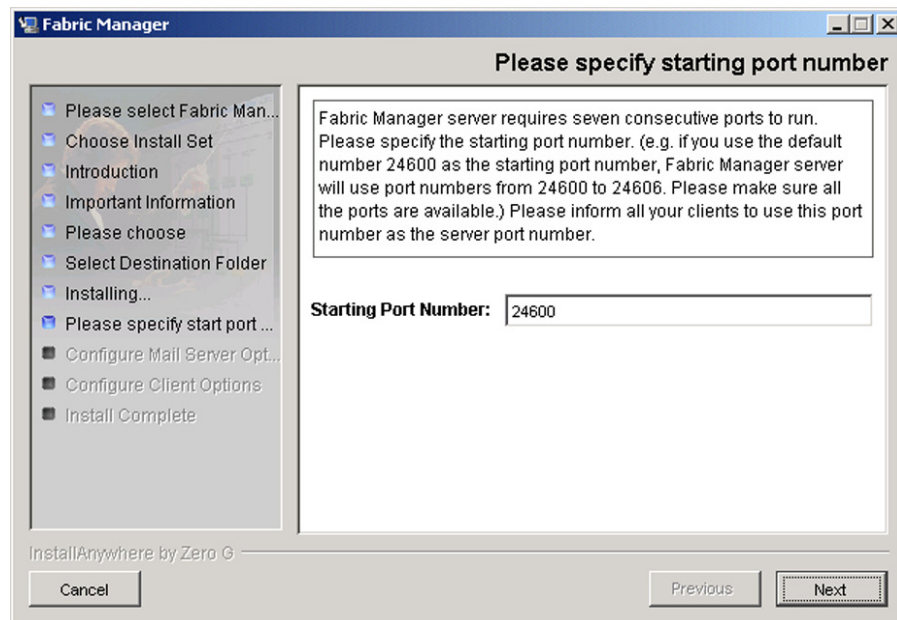 Fabric Manager
Please specify starting port number
Please select Fabric Man...
Choose Install Set
Introduction
Important Information
Please choose
Select Destination Folder
Installing...
Please specify start port ...
Configure Mail Server Opt...
Configure Client Options
Install Complete
Fabric Manager server requires seven consecutive ports to run.
Please specify the starting port number. (e.g. if you use the default
number 24600 as the starting port number, Fabric Manager server
will use port numbers from 24600 to 24606. Please make sure all
the ports are available.) Please inform all your clients to use this port
number as the server port number.
Starting Port Number: 24600
InstallAnywhere by Zero G
Cancel
Previous
Next